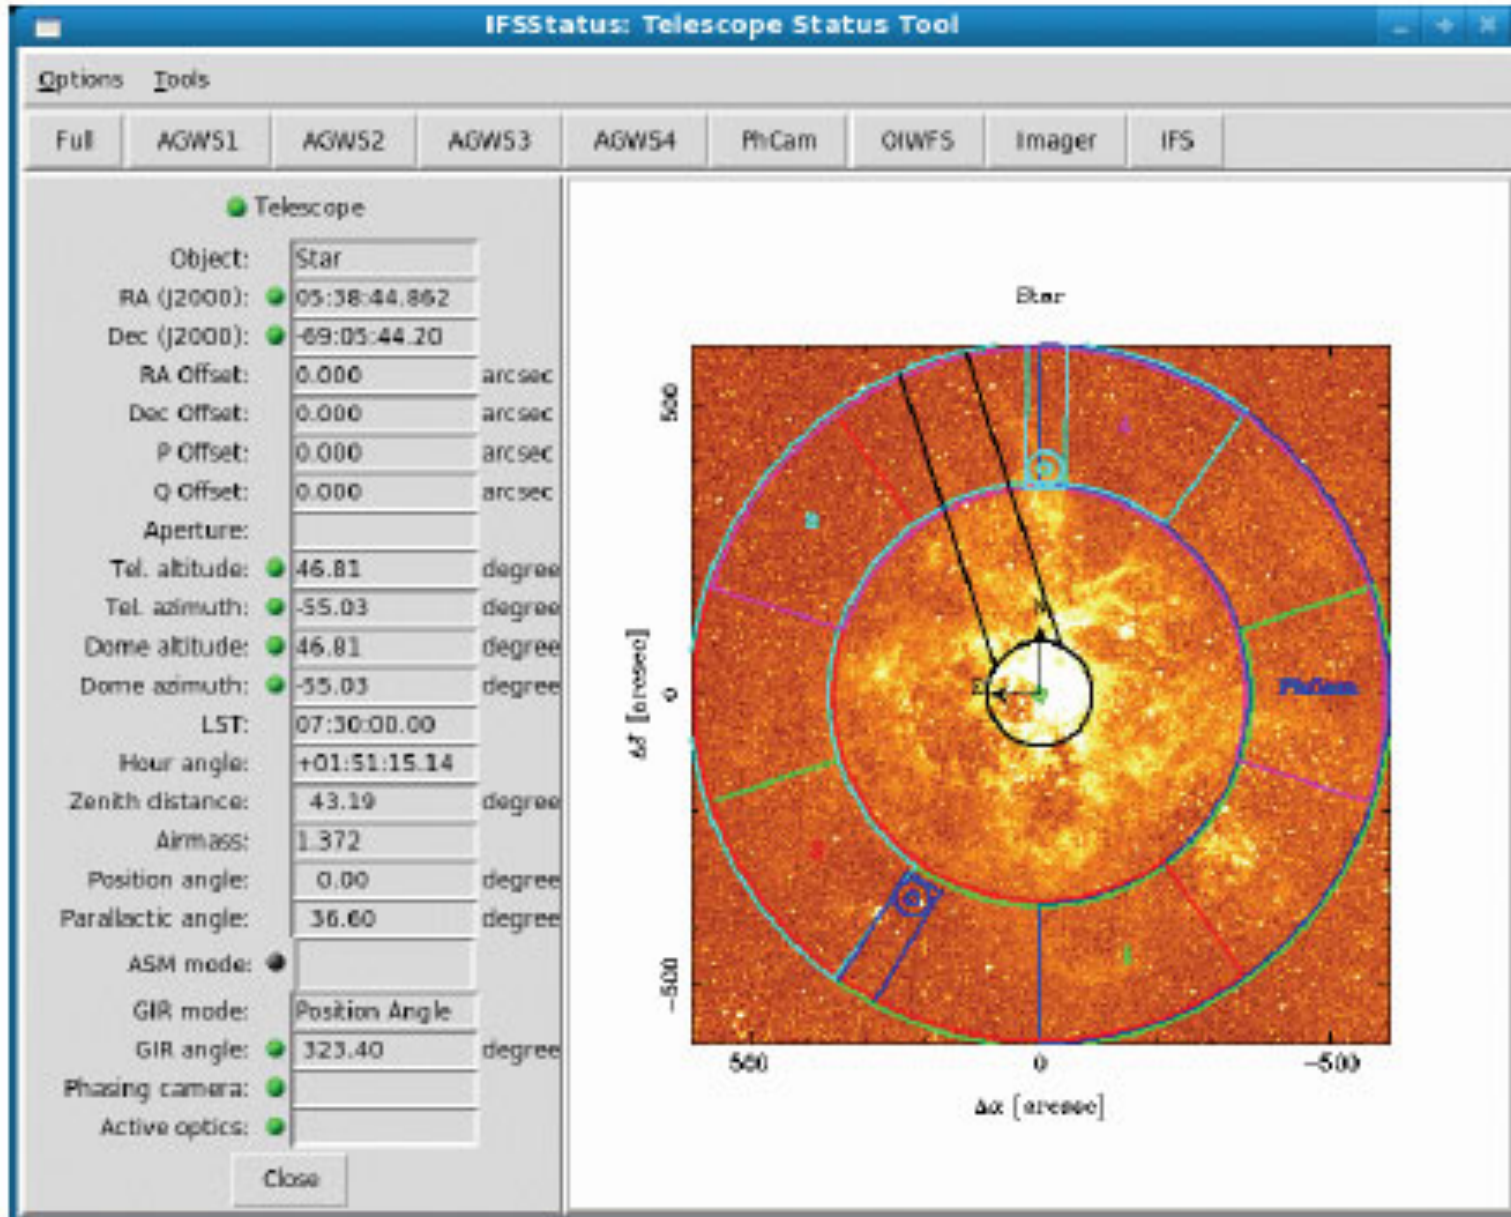 IFSStatus: Telescope Status Tool
Options Tools
Full AGWS1 AGWS2 AGWS3 AGWS4 PhCam OIWFS Imager IFS
Telescope
Object: Star
RA (J2000): 05:38:44.862
Dec (J2000): -69:05:44.20
RA Offset: 0.000 arcsec
Dec Offset: 0.000 arcsec
P Offset: 0.000 arcsec
Q Offset: 0.000 arcsec
Aperture:
Tel. altitude: 46.81 degree
Tel. azimuth: -55.03 degree
Dome altitude: 46.81 degree
Dome azimuth: -55.03 degree
LST: 07:30:00.00
Hour angle: +01:51:15.14
Zenith distance: 43.19 degree
Airmass: 1.372
Position angle: 0.00 degree
Parallactic angle: 36.60 degree
ASM mode:
GIR mode: Position Angle
GIR angle: 323.40 degree
Phasing camera:
Active optics:
Close
Star
500
0
-500
Δδ [arcsec]
N
E
PhCam
500 0 -500
Δα [arcsec]